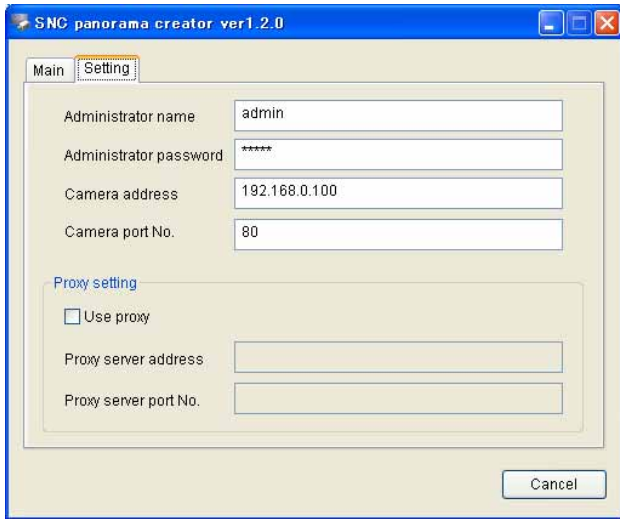 SNC panorama creator ver1.2.0
Main Setting
Administrator name admin
Administrator password *****
Camera address 192.168.0.100
Camera port No. 80
Proxy setting
Use proxy
Proxy server address
Proxy server port No.
Cancel